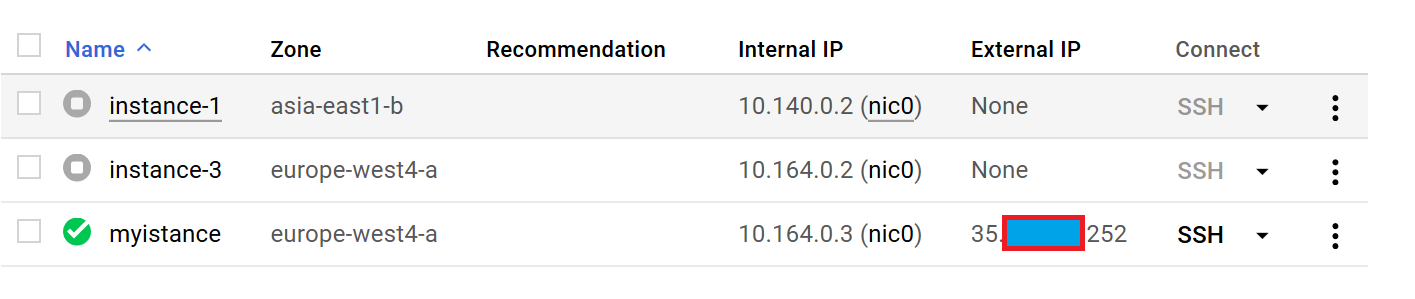 Name Zone Recommendation Internal IP External IP Connect
instance-1 asia-east1-b 10.140.0.2 (nic0) None SSH
instance-3 europe-west4-a 10.164.0.2 (nic0) None SSH
myistance europe-west4-a 10.164.0.3 (nic0) 35. 252 SSH